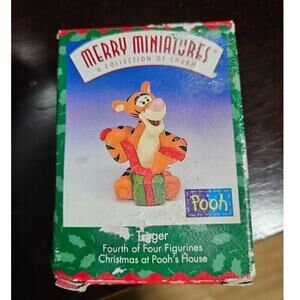 MERRY MINIATURES®
A COLLECTION OF CHARM
Pooh
Tigger
Fourth of Four Figurines
Christmas at Pooh's House